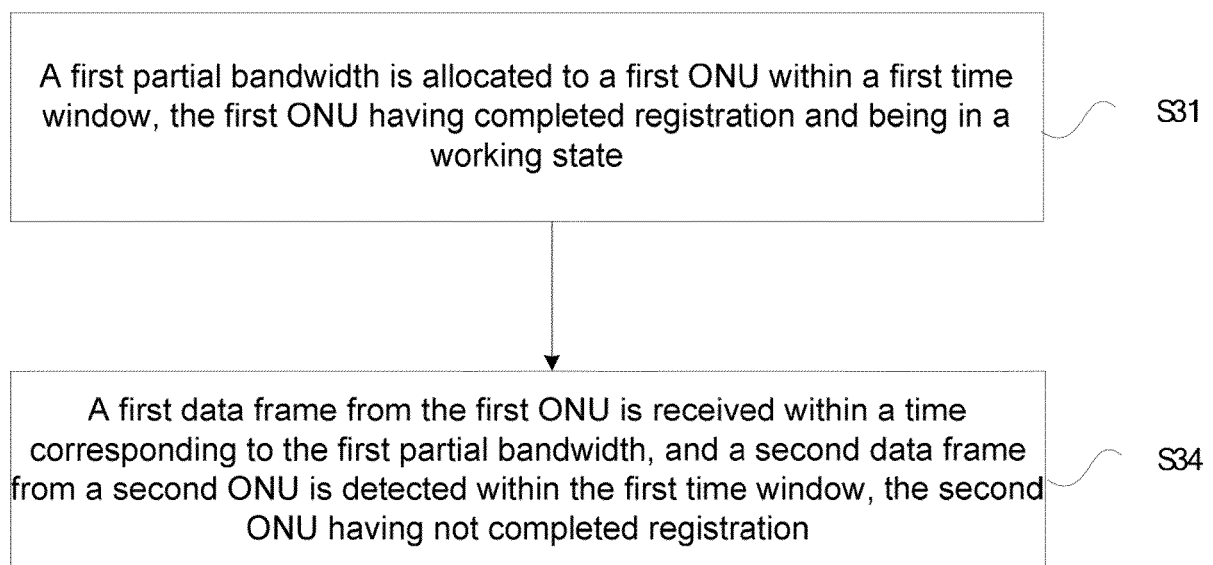 A first partial bandwidth is allocated to a first ONU within a first time
window, the first ONU having completed registration and being in a
working state
S31
A first data frame from the first ONU is received within a time
corresponding to the first partial bandwidth, and a second data frame
from a second ONU is detected within the first time window, the second
ONU having not completed registration
S34